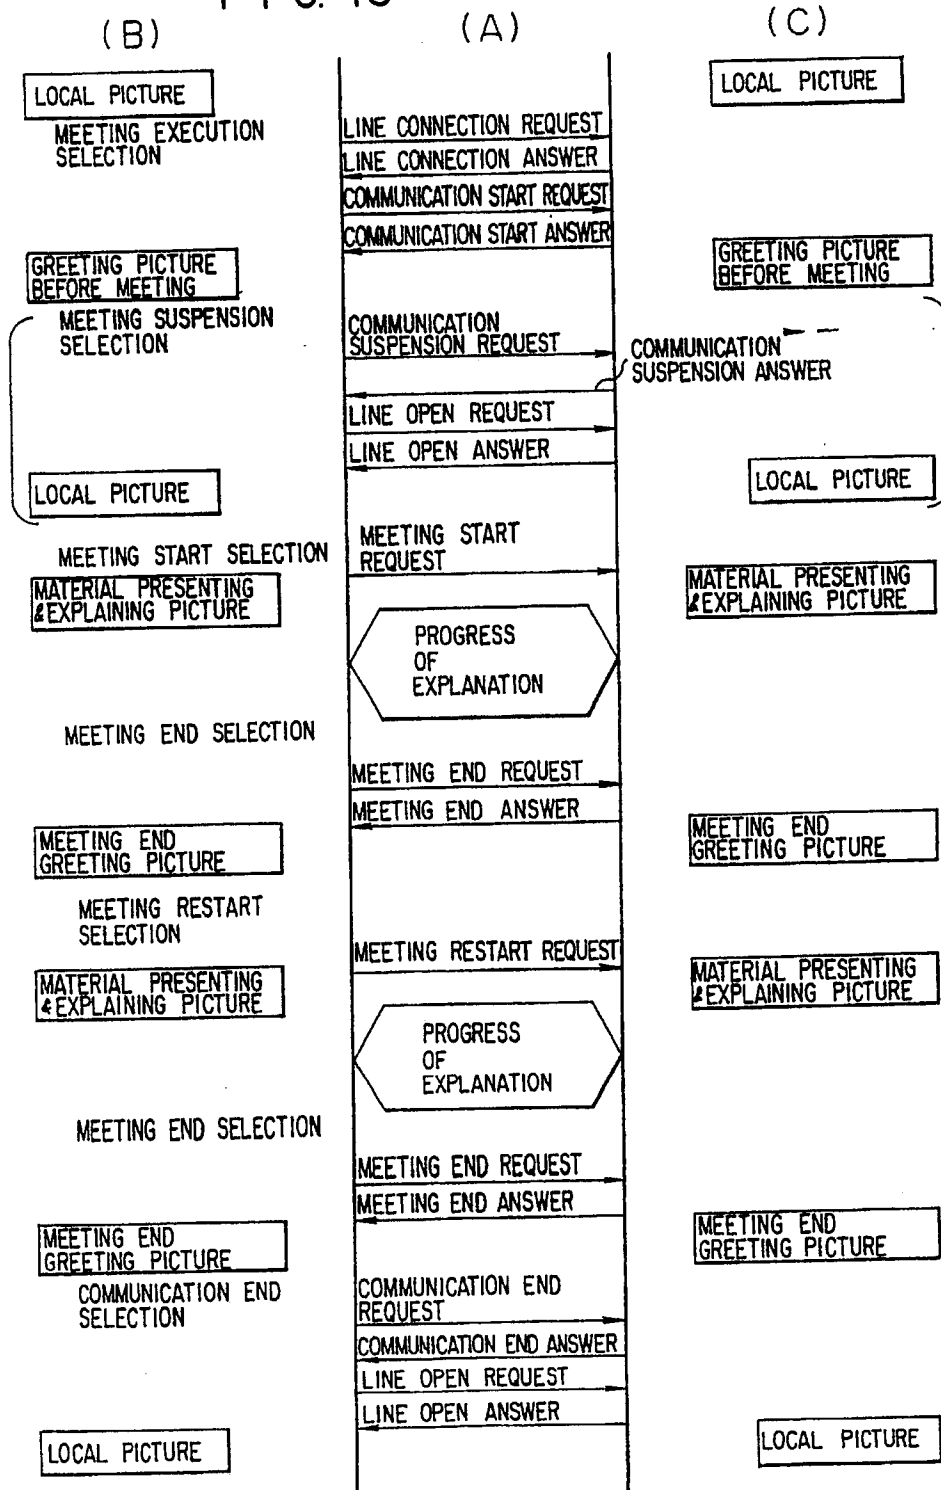 (B)
(A)
(C)
LOCAL PICTURE
LOCAL PICTURE
MEETING EXECUTION
SELECTION
LINE CONNECTION REQUEST
LINE CONNECTION ANSWER
COMMUNICATION START REQUEST
COMMUNICATION START ANSWER
GREETING PICTURE
BEFORE MEETING
GREETING PICTURE
BEFORE MEETING
MEETING SUSPENSION
SELECTION
COMMUNICATION
SUSPENSION REQUEST
COMMUNICATION
SUSPENSION ANSWER
LINE OPEN REQUEST
LINE OPEN ANSWER
LOCAL PICTURE
LOCAL PICTURE
MEETING START SELECTION
MEETING START
REQUEST
MATERIAL PRESENTING
& EXPLAINING PICTURE
MATERIAL PRESENTING
& EXPLAINING PICTURE
PROGRESS
OF
EXPLANATION
MEETING END SELECTION
MEETING END REQUEST
MEETING END ANSWER
MEETING END
GREETING PICTURE
MEETING END
GREETING PICTURE
MEETING RESTART
SELECTION
MEETING RESTART REQUEST
MATERIAL PRESENTING
& EXPLAINING PICTURE
MATERIAL PRESENTING
& EXPLAINING PICTURE
PROGRESS
OF
EXPLANATION
MEETING END SELECTION
MEETING END REQUEST
MEETING END ANSWER
MEETING END
GREETING PICTURE
MEETING END
GREETING PICTURE
COMMUNICATION END
SELECTION
COMMUNICATION END
REQUEST
COMMUNICATION END ANSWER
LINE OPEN REQUEST
LINE OPEN ANSWER
LOCAL PICTURE
LOCAL PICTURE